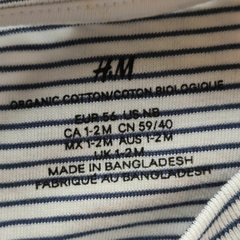 H&M
ORGANIC COTTON/COTON BIOLOGIQUE
EUR 56 US NB
CA 1-2M CN 59/40
MX 1-2M AUS 1-2M
UK 1-2M
MADE IN BANGLADESH
FABRIQUÉ AU BANGLADESH